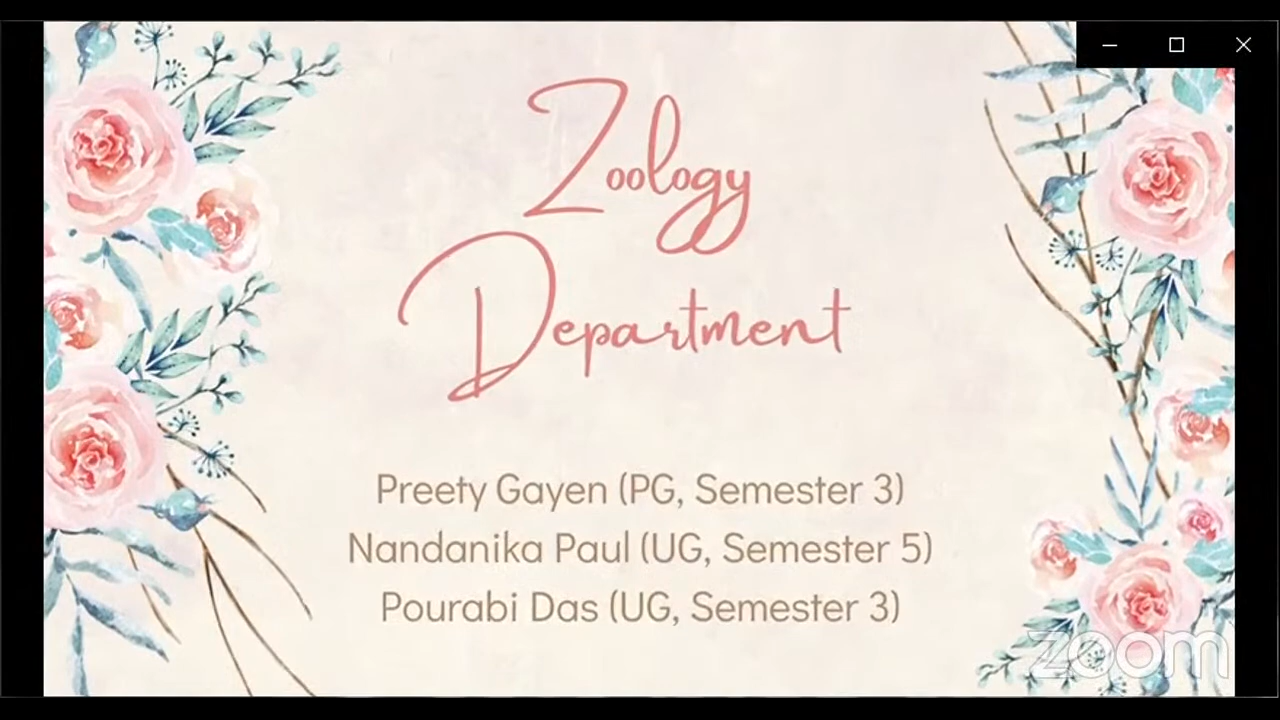 Zoology
Department
Preety Gayen (PG, Semester 3)
Nandanika Paul (UG, Semester 5)
Pourabi Das (UG, Semester 3)
zoom